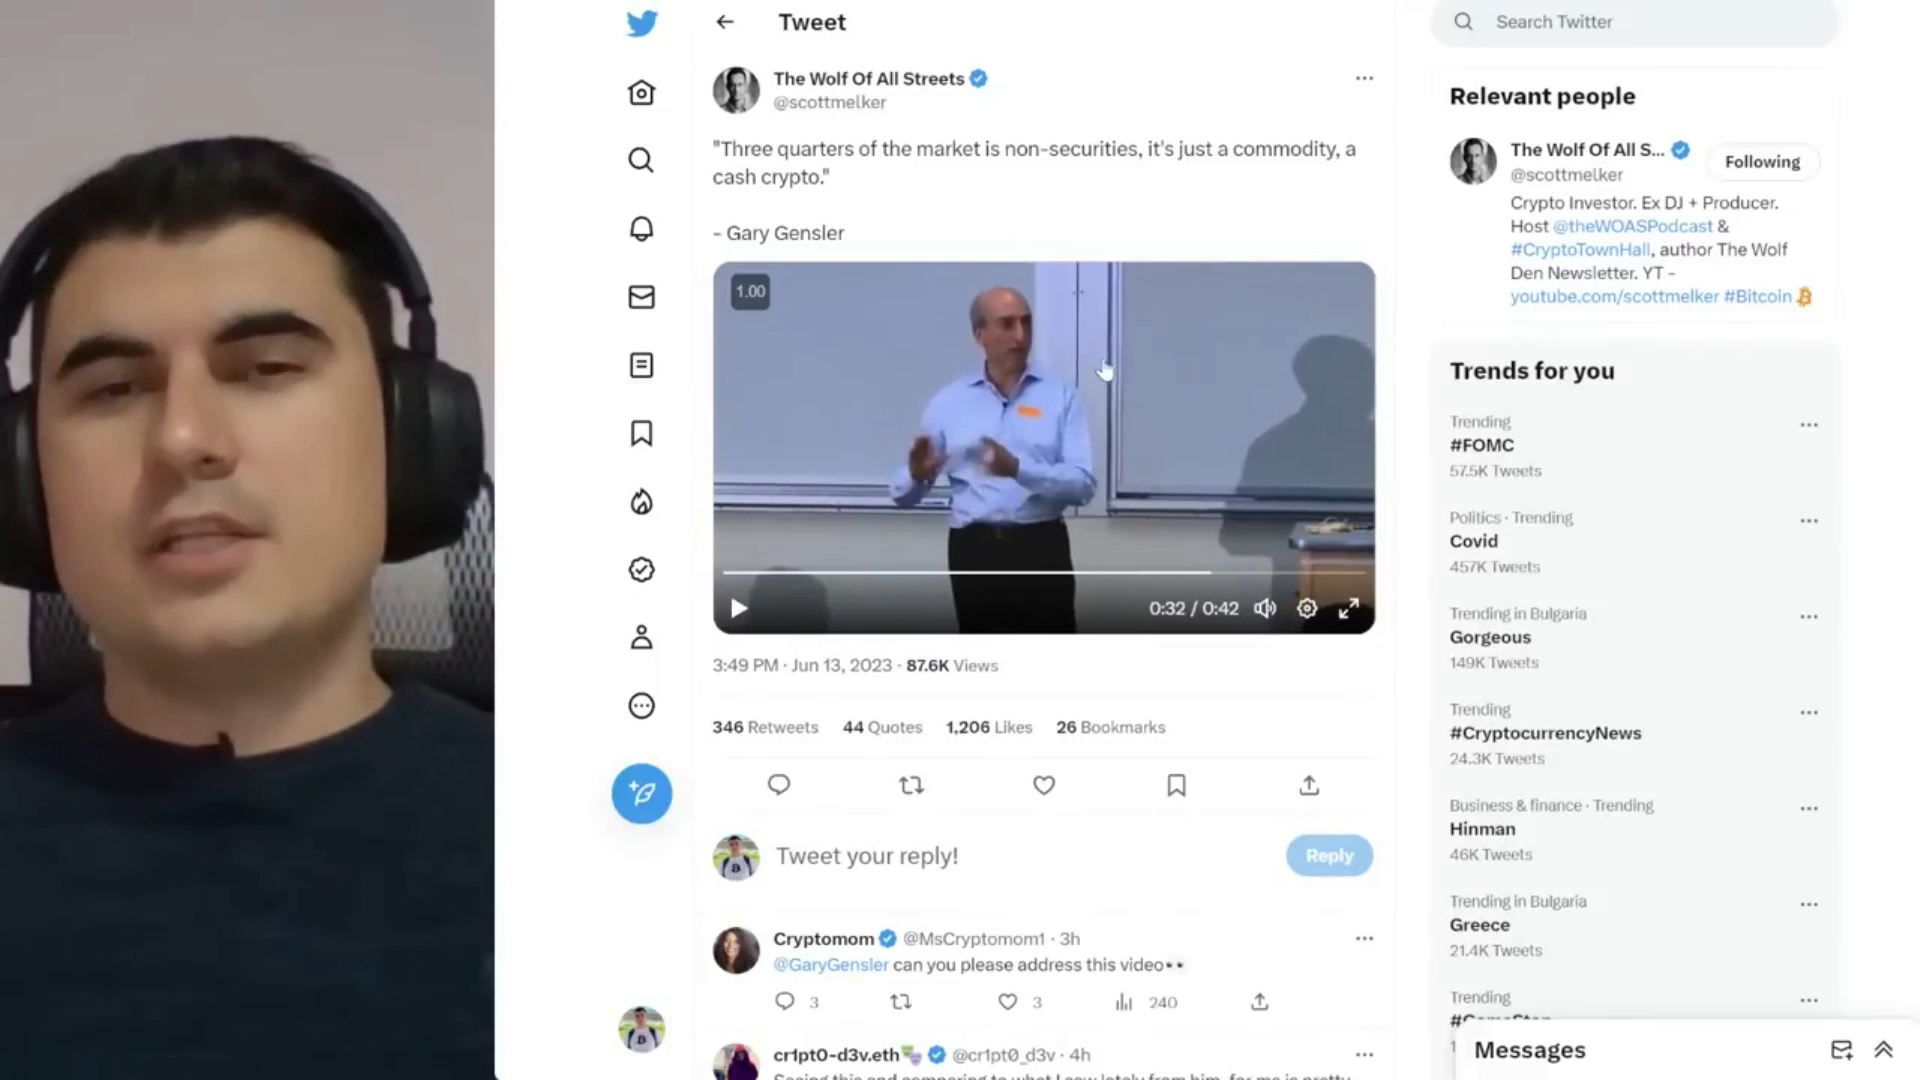 Tweet
Search Twitter
The Wolf Of All Streets
@scottmelker
"Three quarters of the market is non-securities, it's just a commodity, a
cash crypto."
- Gary Gensler
1.00
0:32 / 0:42
3:49 PM · Jun 13, 2023 · 87.6K Views
346 Retweets 44 Quotes 1,206 Likes 26 Bookmarks
Tweet your reply!
Reply
Cryptomom @MsCryptomom1 · 3h
@GaryGensler can you please address this video👀
3 3 240
cr1pt0-d3v.eth @cr1pt0_d3v · 4h
Relevant people
The Wolf Of All S...
@scottmelker
Following
Crypto Investor. Ex DJ + Producer.
Host @theWOASPodcast &
#CryptoTownHall, author The Wolf
Den Newsletter. YT -
youtube.com/scottmelker #Bitcoin
Trends for you
Trending
#FOMC
57.5K Tweets
Politics · Trending
Covid
457K Tweets
Trending in Bulgaria
Gorgeous
149K Tweets
Trending
#CryptocurrencyNews
24.3K Tweets
Business & finance · Trending
Hinman
46K Tweets
Trending in Bulgaria
Greece
21.4K Tweets
Trending
Messages